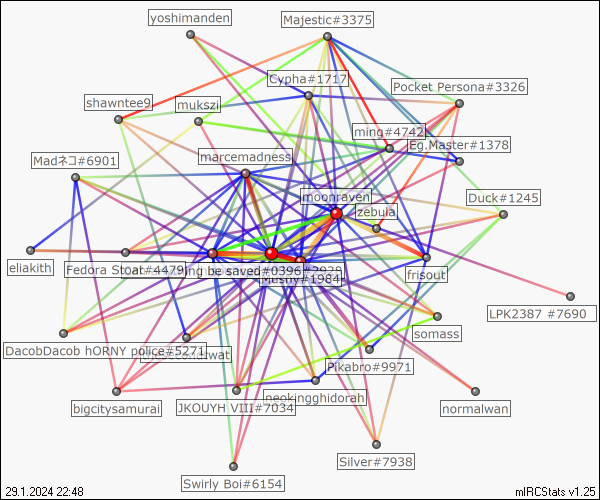 yoshimanden
Majestic#3375
Cypha#1717
Pocket Persona#3326
shawntee9
mukszi
ming#4742
Eg.Master#1378
Madネコ#6901
marcemadness
moonraven
Duck#1245
zebula
eliakith
Fedora Stoat#4479
ing be saved#0396
Mushy#1984
frisout
LPK2387 #7690
somass
DacobDacob hORNY police#5271
Pikabro#9971
bigcitysamurai
JKOUYH VIII#7034
neokingghidorah
normalwan
Silver#7938
Swirly Boi#6154
29.1.2024 22:48
mIRCStats v1.25